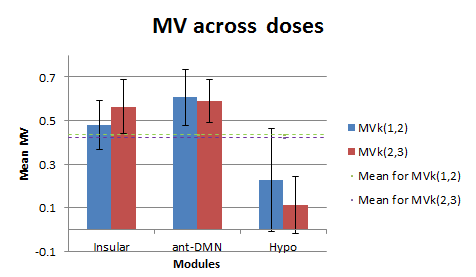 MV across doses
0.7
0.5
0.3
0.1
-0.1
Mean MV
Insular ant-DMN Hypo
Modules
MVk(1,2)
MVk(2,3)
Mean for MVk(1,2)
Mean for MVk(2,3)